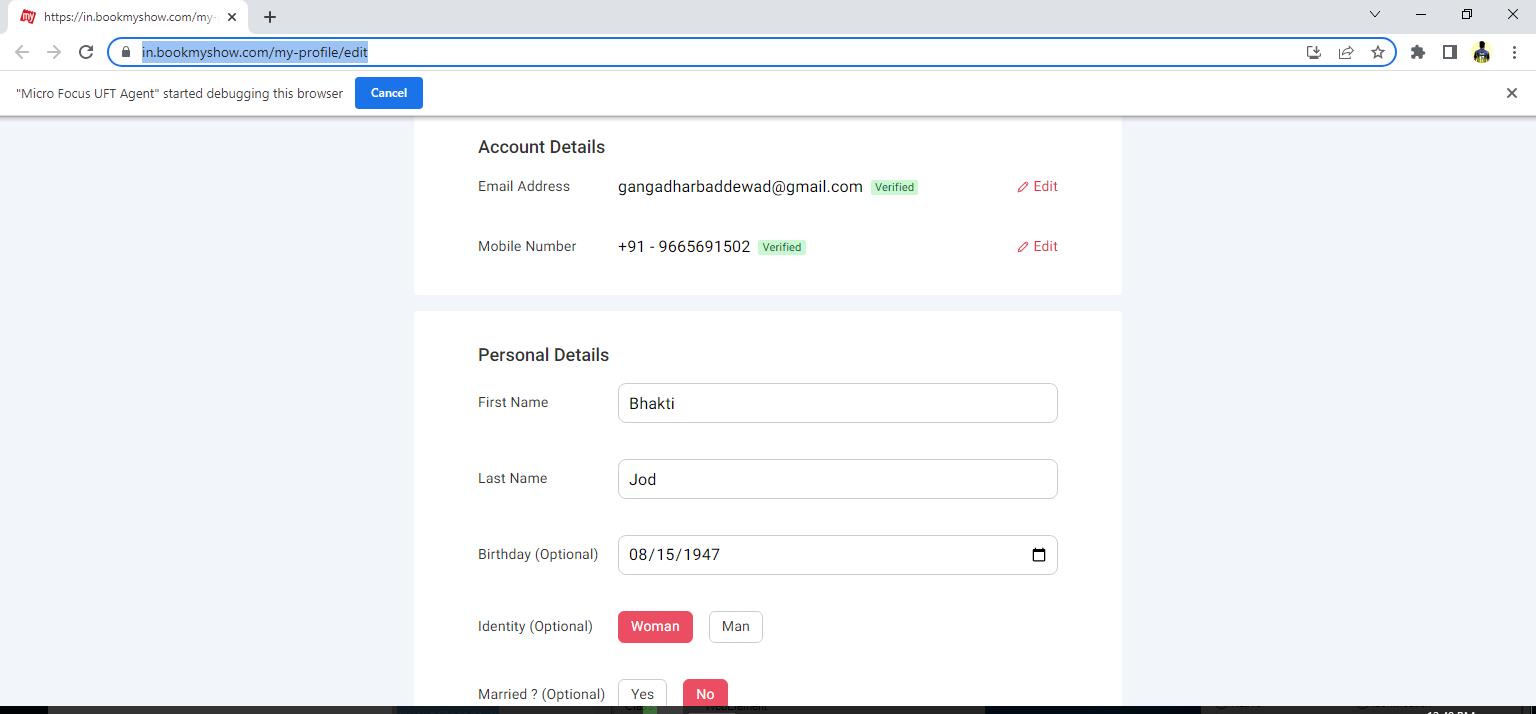 https://in.bookmyshow.com/my-
in.bookmyshow.com/my-profile/edit
"Micro Focus UFT Agent" started debugging this browser Cancel
Account Details
Email Address gangadharbaddewad@gmail.com Verified Edit
Mobile Number +91 - 9665691502 Verified Edit
Personal Details
First Name Bhakti
Last Name Jod
Birthday (Optional) 08/15/1947
Identity (Optional) Woman Man
Married ? (Optional) Yes No